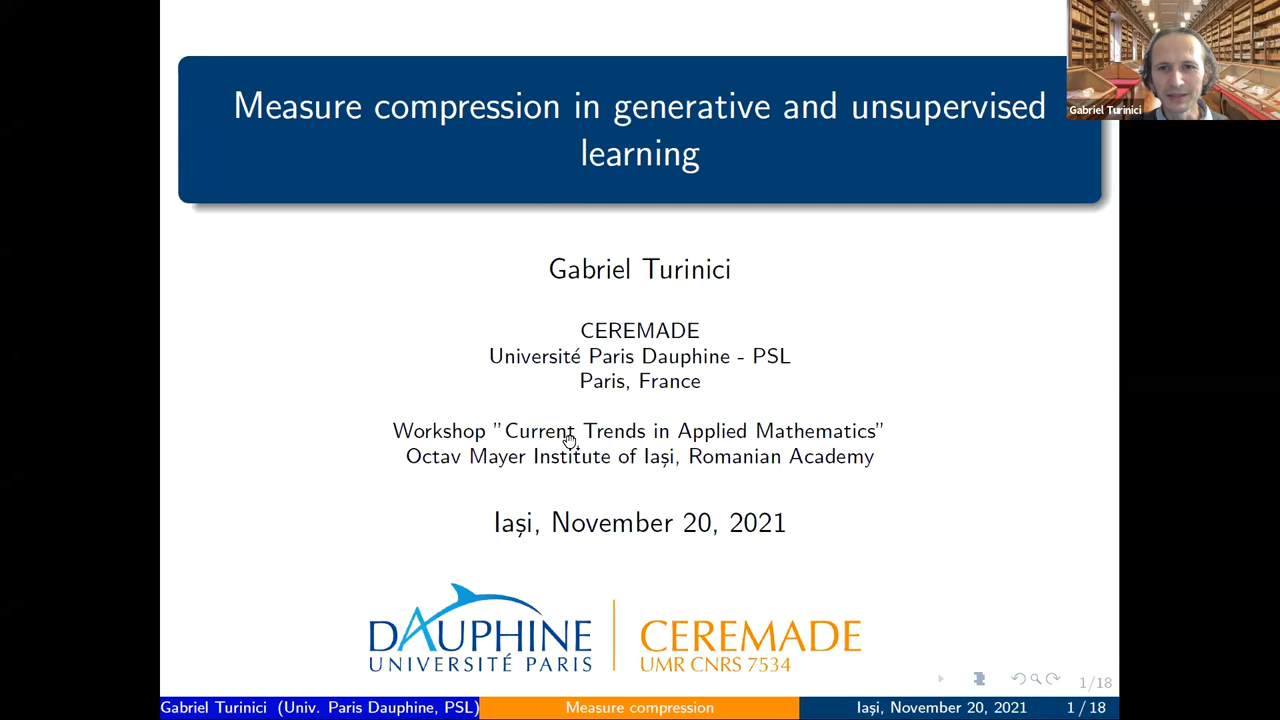 Measure compression in generative and unsupervised
learning
Gabriel Turinici
Gabriel Turinici
CEREMADE
Université Paris Dauphine - PSL
Paris, France
Workshop ”Current Trends in Applied Mathematics”
Octav Mayer Institute of Iași, Romanian Academy
Iași, November 20, 2021
DAUPHINE
UNIVERSITÉ PARIS
CEREMADE
UMR CNRS 7534
1/18
Gabriel Turinici (Univ. Paris Dauphine, PSL)
Measure compression
Iași, November 20, 2021
1 / 18